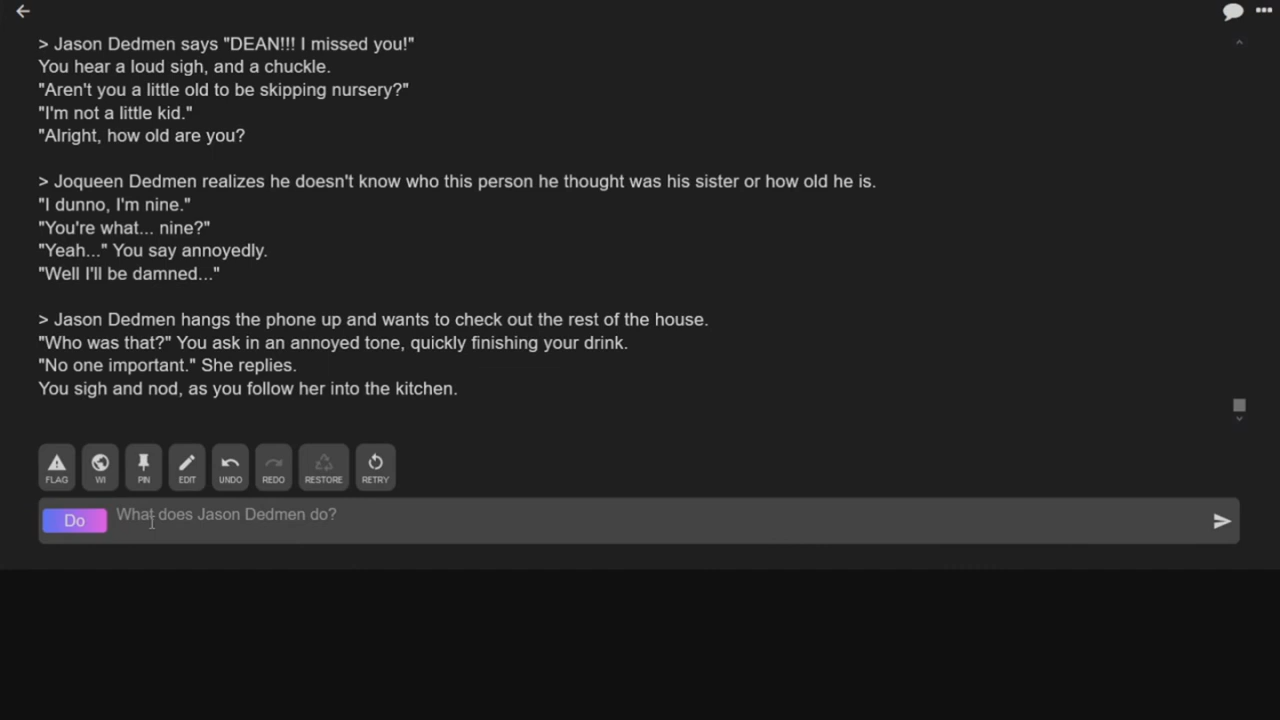 > Jason Dedmen says "DEAN!!! I missed you!"
You hear a loud sigh, and a chuckle.
"Aren't you a little old to be skipping nursery?"
"I'm not a little kid."
"Alright, how old are you?
> Joqueen Dedmen realizes he doesn't know who this person he thought was his sister or how old he is.
"I dunno, I'm nine."
"You're what... nine?"
"Yeah..." You say annoyedly.
"Well I'll be damned..."
> Jason Dedmen hangs the phone up and wants to check out the rest of the house.
"Who was that?" You ask in an annoyed tone, quickly finishing your drink.
"No one important." She replies.
You sigh and nod, as you follow her into the kitchen.
FLAG WI PIN EDIT UNDO REDO RESTORE RETRY
Do What does Jason Dedmen do?